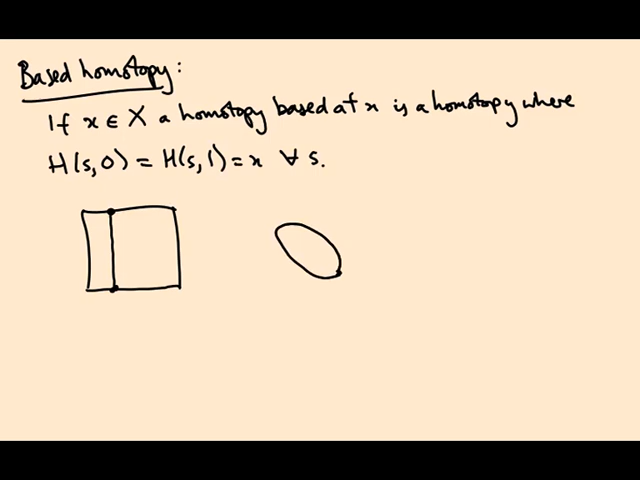 Based homotopy:
If x ∈ X a homotopy based at x is a homotopy where
H(s, 0) = H(s, 1) = x ∀ s.